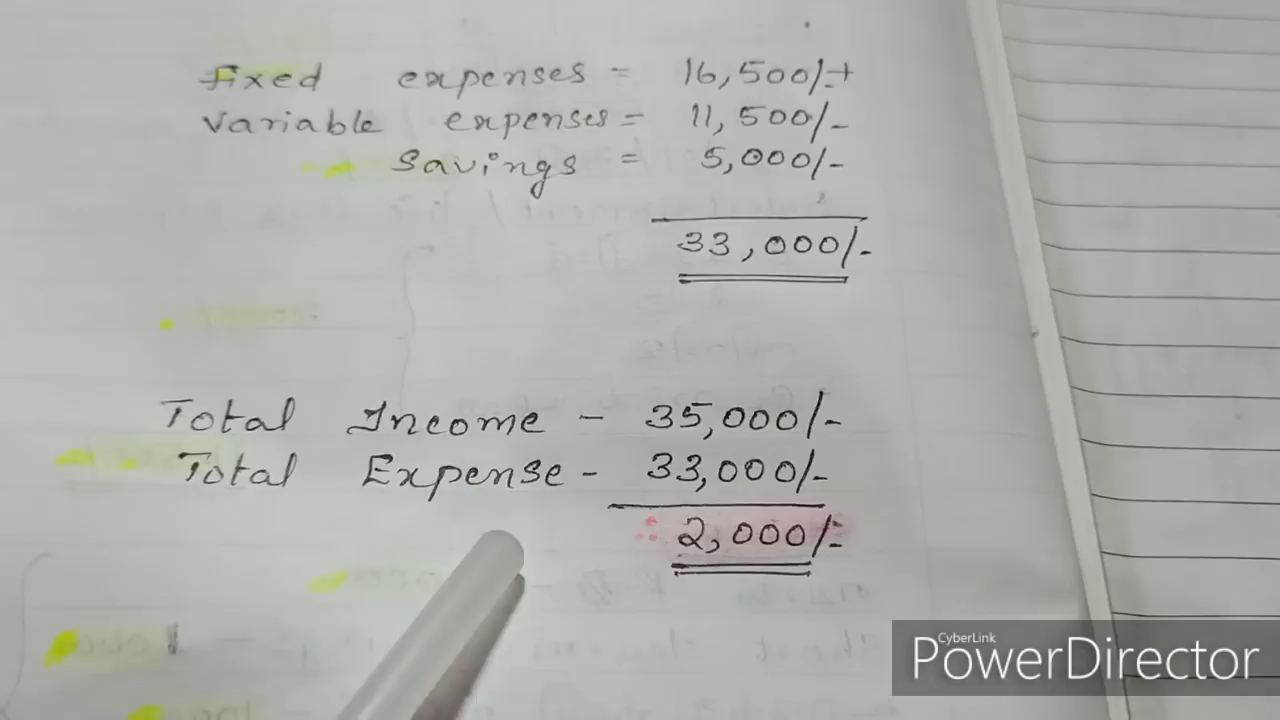 fixed expenses = 16,500/-+
Variable expenses = 11,500/-
Savings = 5,000/-
33,000/-
Total Income - 35,000/-
Total Expense - 33,000/-
∴ 2,000/-
CyberLink
PowerDirector